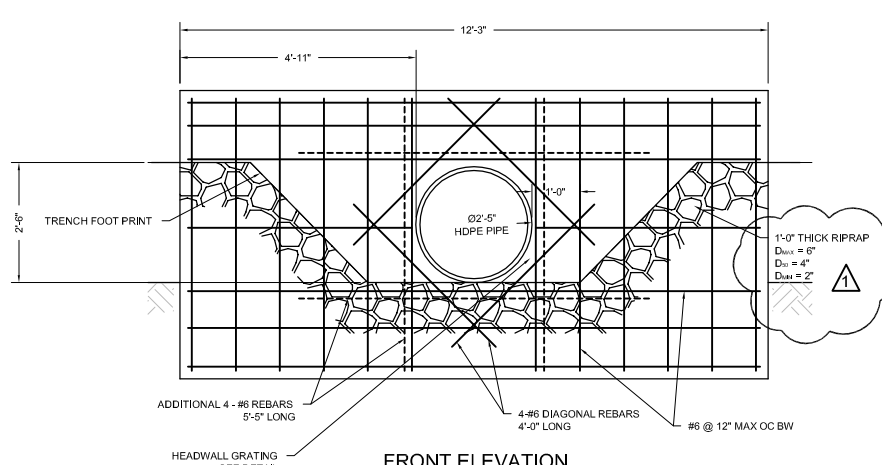 12'-3"
4'-11"
2'-6"
TRENCH FOOT PRINT
1'-0"
Ø2'-5"
HDPE PIPE
1'-0" THICK RIPRAP
DMAX = 6"
D50 = 4"
DMIN = 2"
1
ADDITIONAL 4 - #6 REBARS
5'-5" LONG
4-#6 DIAGONAL REBARS
4'-0" LONG
#6 @ 12" MAX OC BW
HEADWALL GRATING
FRONT ELEVATION